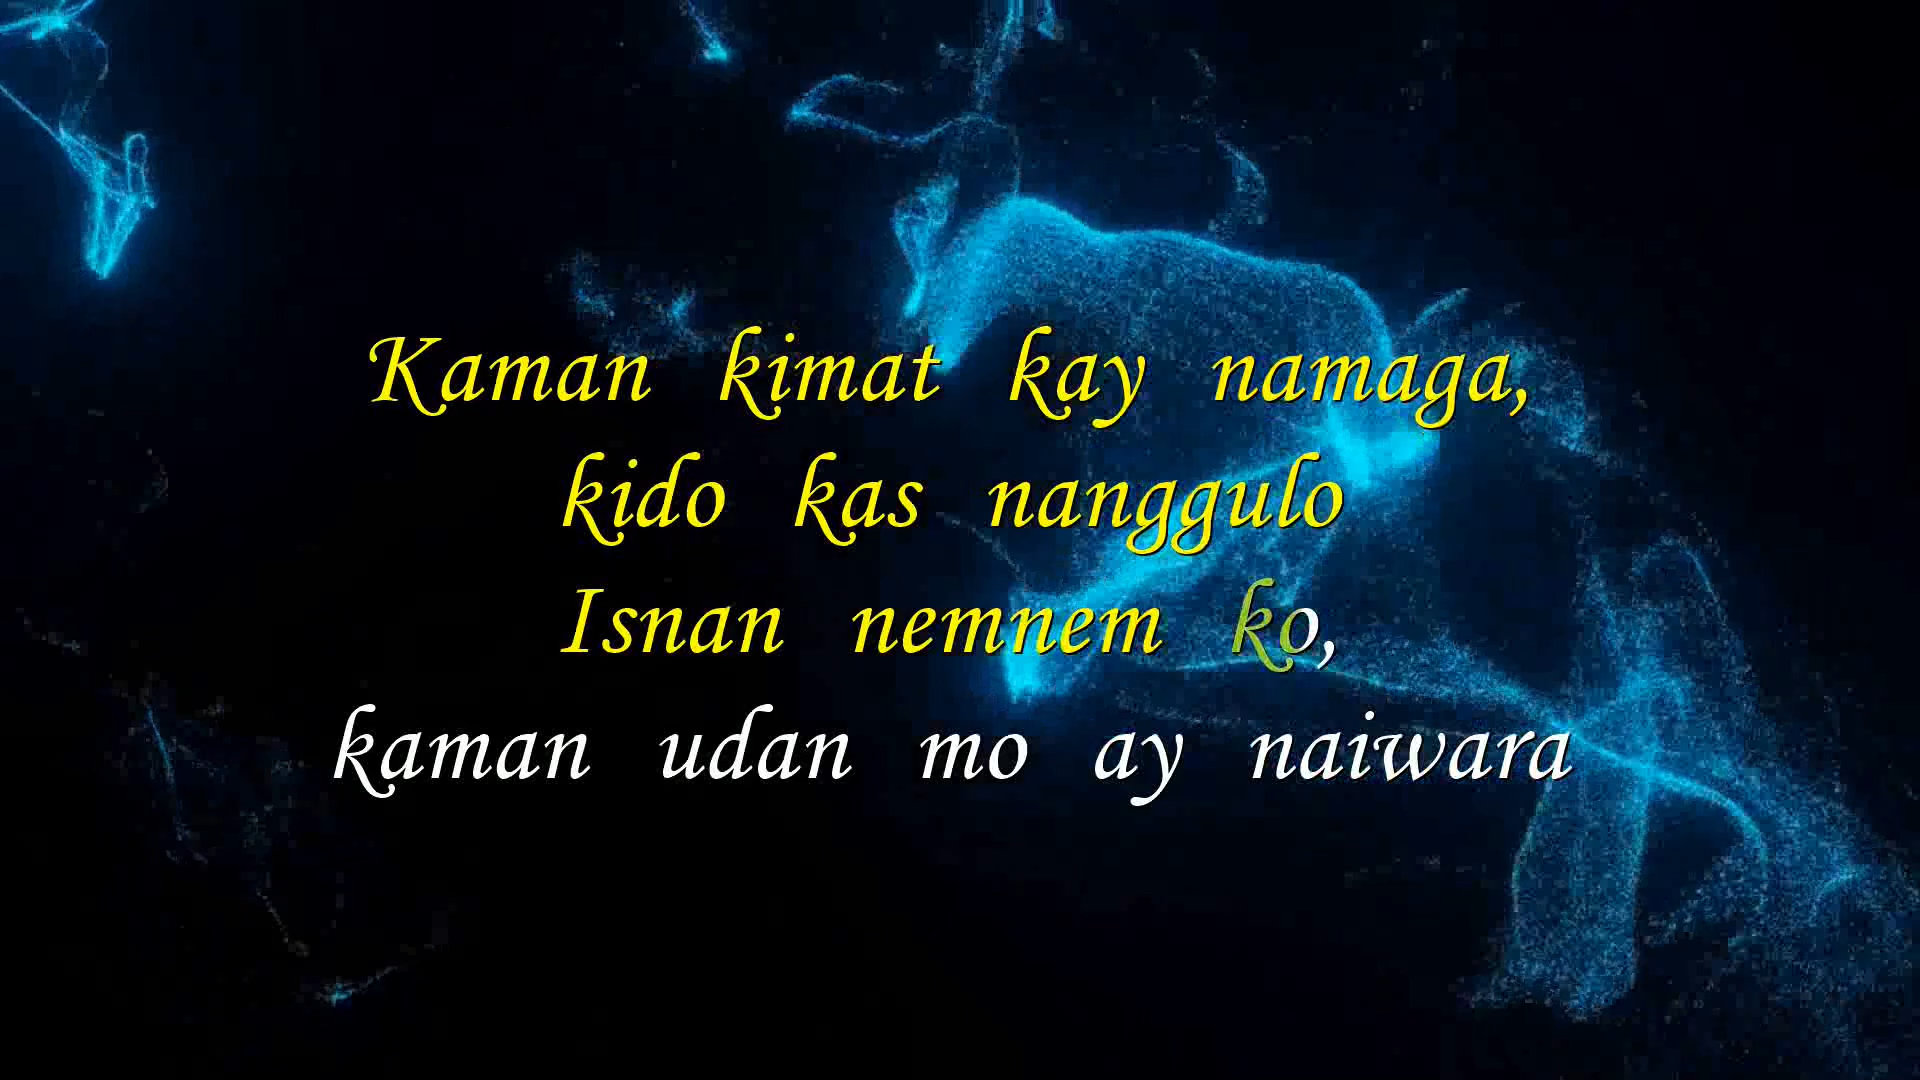 Kaman kimat kay namaga,
kido kas nanggulo
Isnan nemnem ko,
kaman udan mo ay naiwara